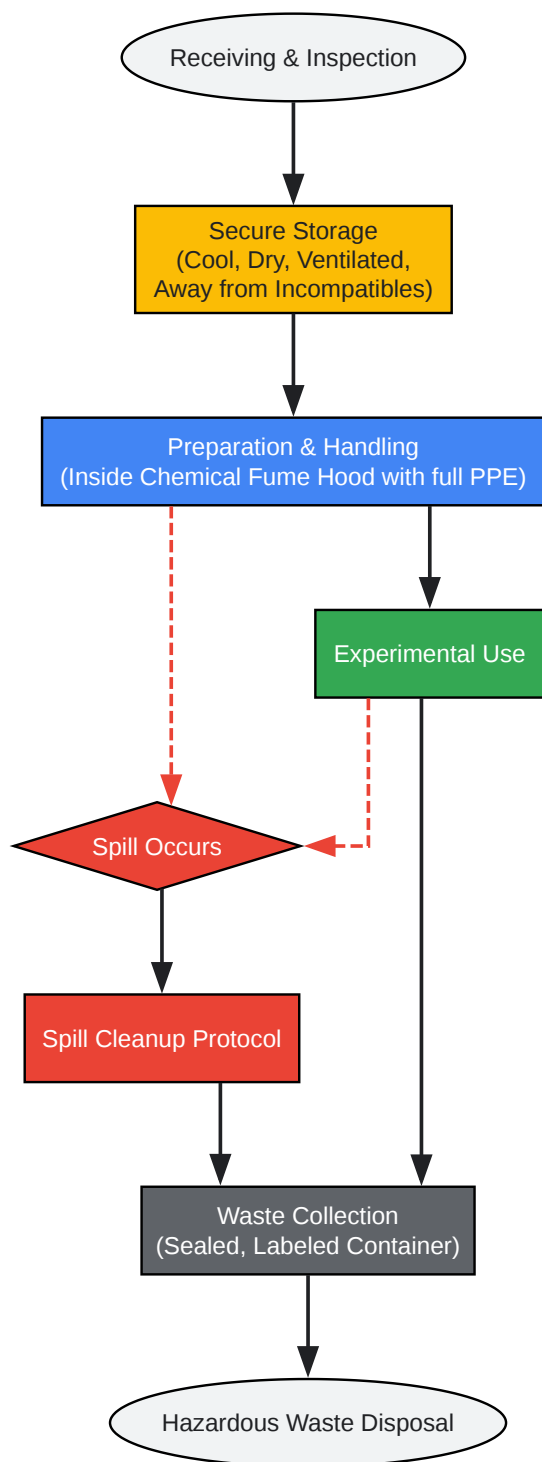 Receiving & Inspection
Secure Storage
(Cool, Dry, Ventilated,
Away from Incompatibles)
Preparation & Handling
(Inside Chemical Fume Hood with full PPE)
Experimental Use
Spill Occurs
Spill Cleanup Protocol
Waste Collection
(Sealed, Labeled Container)
Hazardous Waste Disposal